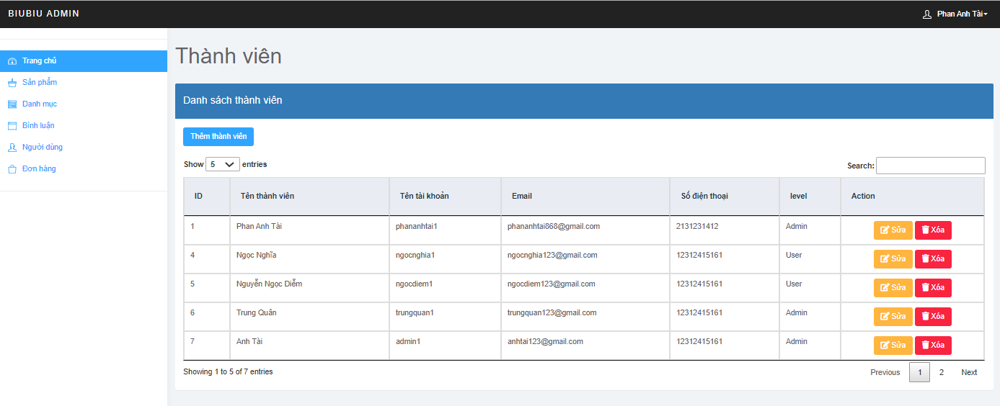 BIUBIU ADMIN
Phan Anh Tài
Trang chủ
Sản phẩm
Danh mục
Bình luận
Người dùng
Đơn hàng
Thành viên
Danh sách thành viên
Thêm thành viên
Show 5 entries
Search:
ID Tên thành viên Tên tài khoản Email Số điện thoại level Action
1 Phan Anh Tài phananhtai1 phananhtai868@gmail.com 2131231412 Admin Sửa Xóa
4 Ngọc Nghĩa ngocnghia1 ngocnghia123@gmail.com 12312415161 User Sửa Xóa
5 Nguyễn Ngọc Diễm ngocdiem1 ngocdiem123@gmail.com 12312415161 User Sửa Xóa
6 Trung Quân trungquan1 trungquan123@gmail.com 12312415161 Admin Sửa Xóa
7 Anh Tài admin1 anhtai123@gmail.com 12312415161 Admin Sửa Xóa
Showing 1 to 5 of 7 entries
Previous 1 2 Next